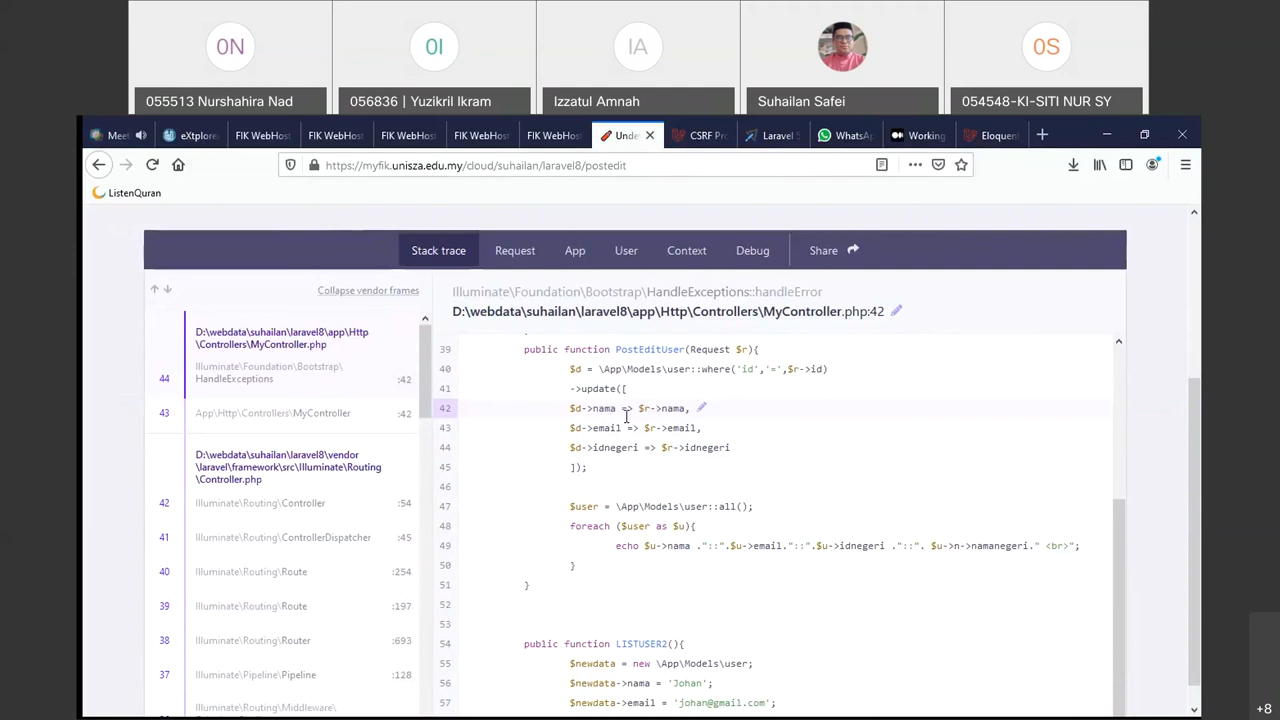 0N
0I
IA
0S
055513 Nurshahira Nad
056836 | Yuzikril Ikram
Izzatul Amnah
Suhailan Safei
054548-KI-SITI NUR SY
Meet
eXplore
FIK WebHost
FIK WebHost
FIK WebHost
FIK WebHost
FIK WebHost
Unde
CSRF Pr
Laravel
WhatsA
Working
Eloquent
https://myfik.unisza.edu.my/cloud/suhailan/laravel8/postedit
ListenQuran
Stack trace
Request
App
User
Context
Debug
Share
Collapse vendor frames
Illuminate\Foundation\Bootstrap\HandleExceptions::handleError
D:\webdata\suhailan\laravel8\app\Http\Controllers\MyController.php:42
D:\webdata\suhailan\laravel8\app\Http
\Controllers\MyController.php
44 Illuminate\Foundation\Bootstrap\
HandleExceptions :42
43 App\Http\Controllers\MyController :42
D:\webdata\suhailan\laravel8\vendor
\laravel\framework\src\Illuminate\Routing
\Controller.php
42 Illuminate\Routing\Controller :54
41 Illuminate\Routing\ControllerDispatcher :45
40 Illuminate\Routing\Route :254
39 Illuminate\Routing\Route :197
38 Illuminate\Routing\Router :693
37 Illuminate\Pipeline\Pipeline :128
Illuminate\Routing\Middleware\
39 public function PostEditUser(Request $r){
40 $d = \App\Models\user::where('id','=',$r->id)
41 ->update([
42 $d->nama => $r->nama,
43 $d->email => $r->email,
44 $d->idnegeri => $r->idnegeri
45 ]);
46
47 $user = \App\Models\user::all();
48 foreach ($user as $u){
49 echo $u->nama ."::".$u->email."::".$u->idnegeri ."::". $u->n->namanegeri." <br>";
50 }
51 }
52
53
54 public function LISTUSER2(){
55 $newdata = new \App\Models\user;
56 $newdata->nama = 'Johan';
57 $newdata->email = 'johan@gmail.com';
+8